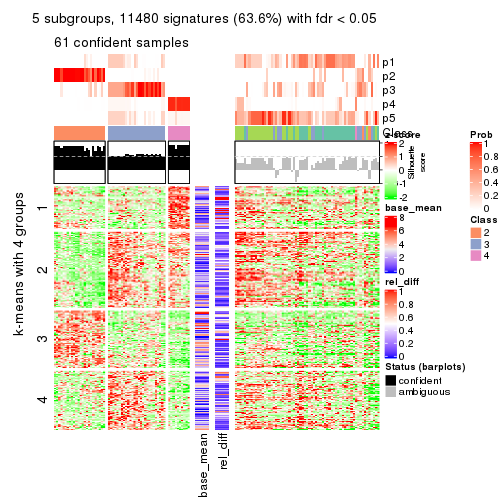 5 subgroups, 11480 signatures (63.6%) with fdr < 0.05
61 confident samples
p1
p2
p3
p4
p5
Class
z-score
2
1
0
-1
-2
Silhouette
score
Prob
1
0.8
0.6
0.4
0.2
0
Class
2
3
4
k-means with 4 groups
1
2
3
4
base_mean
8
6
4
2
0
rel_diff
1
0.8
0.6
0.4
0.2
0
Status (barplots)
confident
ambiguous
base_mean
rel_diff